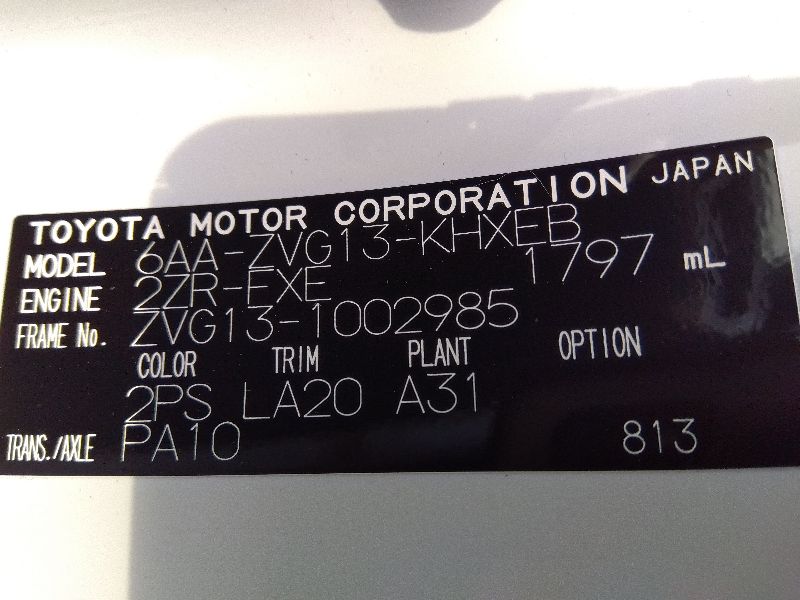 TOYOTA MOTOR CORPORATION JAPAN
MODEL 6AA-ZVG13-KHXEB
ENGINE 2ZR-FXE 1797 mL
FRAME No. ZVG13-1002985
COLOR TRIM PLANT OPTION
2PS LA20 A31
TRANS./AXLE PA10 813